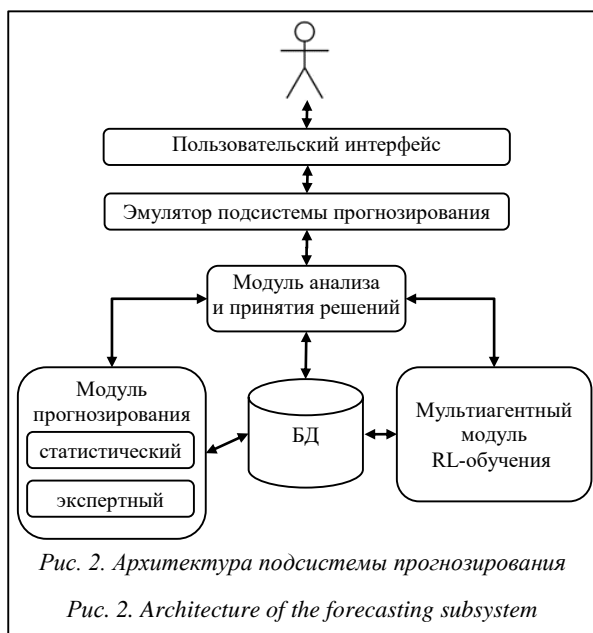 Пользовательский интерфейс
Эмулятор подсистемы прогнозирования
Модуль анализа
и принятия решений
Модуль
прогнозирования
статистический
экспертный
БД
Мультиагентный
модуль
RL-обучения
Рис. 2. Архитектура подсистемы прогнозирования
Рис. 2. Architecture of the forecasting subsystem